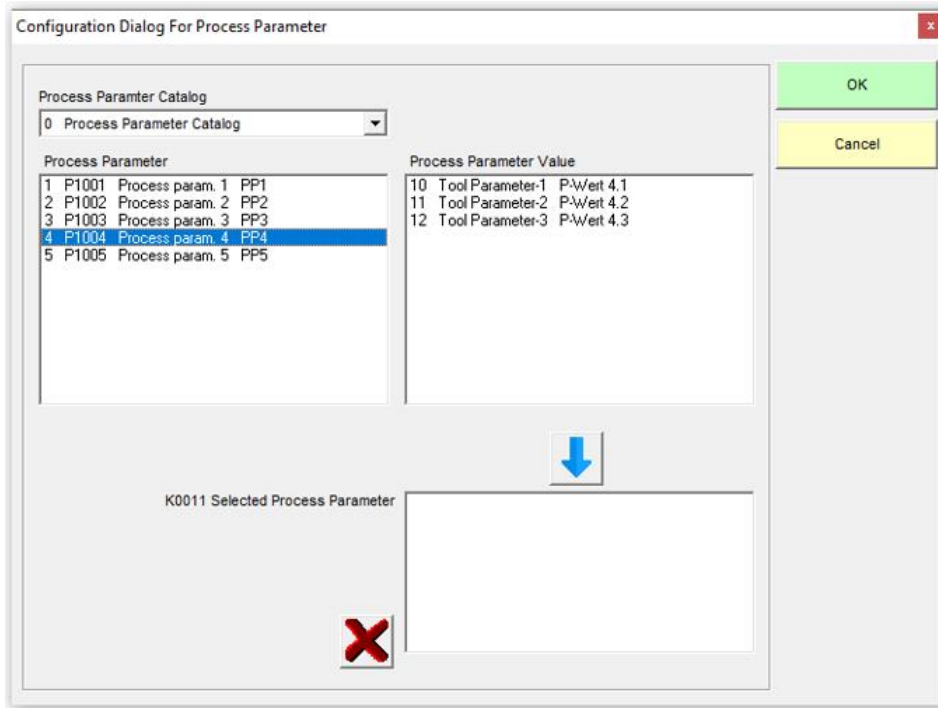 Configuration Dialog For Process Parameter
x
OK
Cancel
Process Paramter Catalog
0 Process Parameter Catalog
Process Parameter
1 P1001 Process param. 1 PP1
2 P1002 Process param. 2 PP2
3 P1003 Process param. 3 PP3
4 P1004 Process param. 4 PP4
5 P1005 Process param. 5 PP5
Process Parameter Value
10 Tool Parameter-1 P-Wert 4.1
11 Tool Parameter-2 P-Wert 4.2
12 Tool Parameter-3 P-Wert 4.3
K0011 Selected Process Parameter